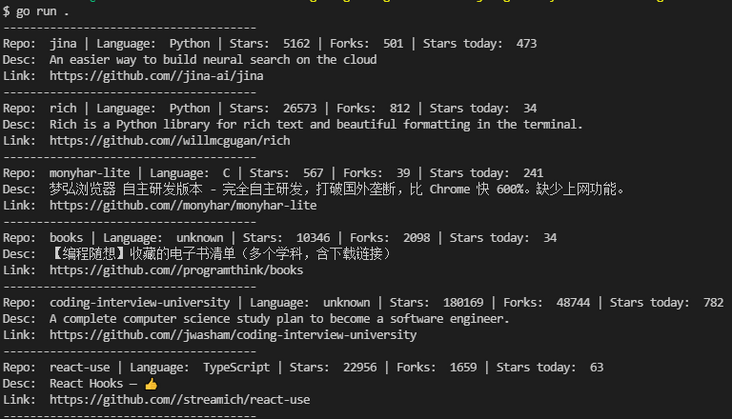 $ go run .
-------------------------------------
Repo:  jina | Language:  Python | Stars:  5162 | Forks:  501 | Stars today:  473
Desc:  An easier way to build neural search on the cloud
Link:  https://github.com//jina-ai/jina
-------------------------------------
Repo:  rich | Language:  Python | Stars:  26573 | Forks:  812 | Stars today:  34
Desc:  Rich is a Python library for rich text and beautiful formatting in the terminal.
Link:  https://github.com//willmcgugan/rich
-------------------------------------
Repo:  monyhar-lite | Language:  C | Stars:  567 | Forks:  39 | Stars today:  241
Desc:  梦弘浏览器 自主研发版本 - 完全自主研发，打破国外垄断，比 Chrome 快 600%。缺少上网功能。
Link:  https://github.com//monyhar/monyhar-lite
-------------------------------------
Repo:  books | Language:  unknown | Stars:  10346 | Forks:  2098 | Stars today:  34
Desc:  【编程随想】收藏的电子书清单（多个学科，含下载链接）
Link:  https://github.com//programthink/books
-------------------------------------
Repo:  coding-interview-university | Language:  unknown | Stars:  180169 | Forks:  48744 | Stars today:  782
Desc:  A complete computer science study plan to become a software engineer.
Link:  https://github.com//jwasham/coding-interview-university
-------------------------------------
Repo:  react-use | Language:  TypeScript | Stars:  22956 | Forks:  1659 | Stars today:  63
Desc:  React Hooks — 👍
Link:  https://github.com//streamich/react-use
-------------------------------------